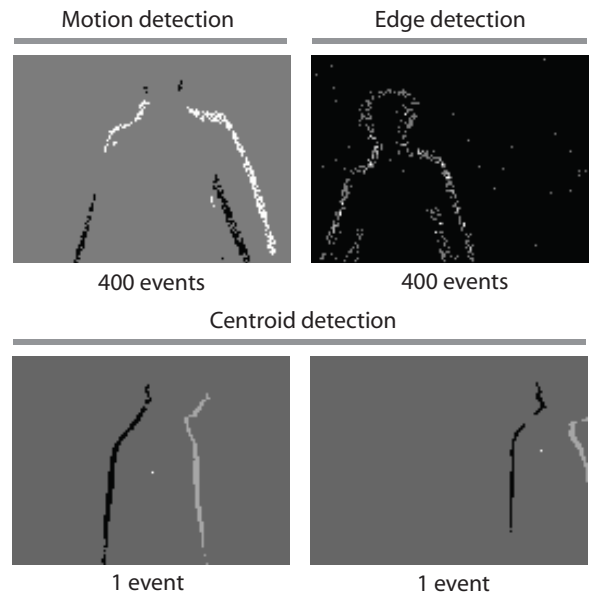 Motion detection
Edge detection
400 events
400 events
Centroid detection
1 event
1 event